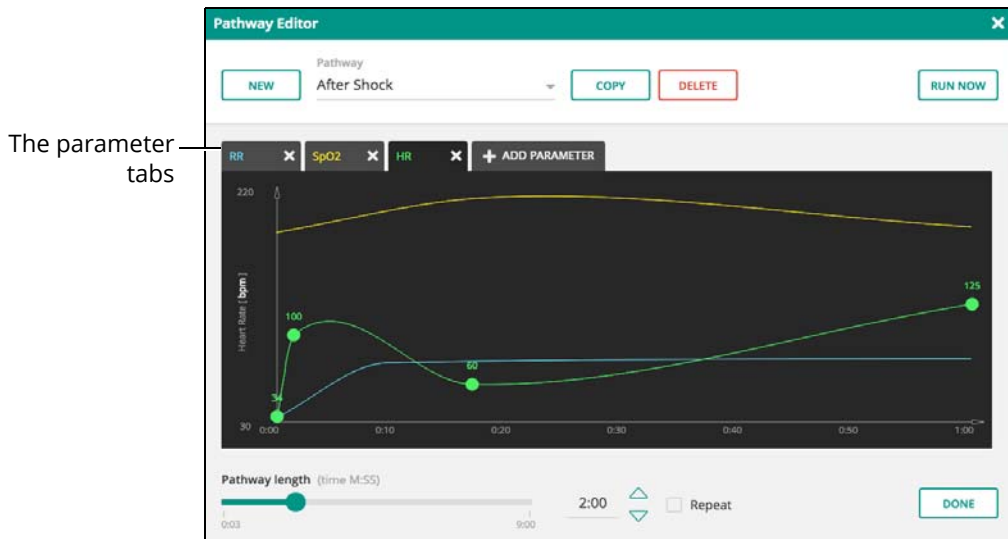 Pathway Editor
Pathway
NEW
After Shock
COPY
DELETE
RUN NOW
The parameter
tabs
RR
SpO2
HR
ADD PARAMETER
220
Heart Rate [ bpm ]
125
100
60
34
30
0:00
0:10
0:20
0:30
0:40
0:50
1:00
Pathway length (time M:SS)
2:00
Repeat
DONE
0:03
9:00